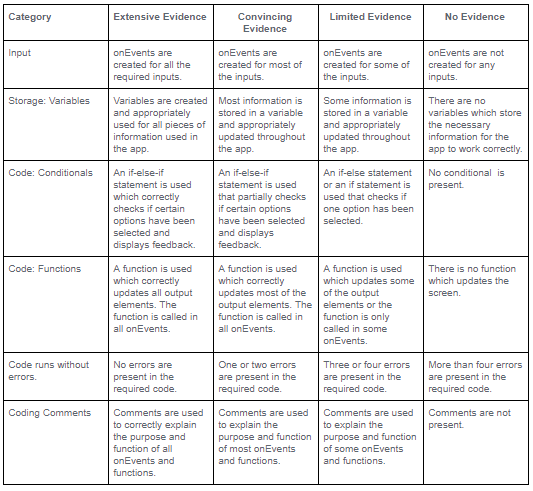 Category
Extensive Evidence
Convincing
Evidence
Limited Evidence
No Evidence
Input
onEvents are
created for all the
required inputs.
onEvents are
created for most of
the inputs.
onEvents are
created for some of
the inputs.
onEvents are not
created for any
inputs.
Storage: Variables
Variables are created
and appropriately
used for all pieces of
information used in
the app.
Most information is
stored in a variable
and appropriately
updated throughout
the app.
Some information is
stored in a variable
and appropriately
updated throughout
the app.
There are no
variables which store
the necessary
information for the
app to work correctly.
Code: Conditionals
An if-else-if
statement is used
which correctly
checks if certain
options have been
selected and
displays feedback.
An if-else-if
statement is used
that partially checks
if certain options
have been selected
and displays
feedback.
An if-else statement
or an if statement is
used that checks if
one option has been
selected.
No conditional is
present.
Code: Functions
A function is used
which correctly
updates all output
elements. The
function is called in
all onEvents.
A function is used
which correctly
updates most of the
output elements. The
function is called in
all onEvents.
A function is used
which updates some
of the output
elements or the
function is only
called in some
onEvents.
There is no function
which updates the
screen.
Code runs without
errors.
No errors are
present in the
required code.
One or two errors
are present in the
required code.
Three or four errors
are present in the
required code.
More than four errors
are present in the
required code.
Coding Comments
Comments are used
to correctly explain
the purpose and
function of all
onEvents and
functions.
Comments are used
to explain the
purpose and function
of most onEvents
and functions.
Comments are used
to explain the
purpose and function
of some onEvents
and functions.
Comments are not
present.